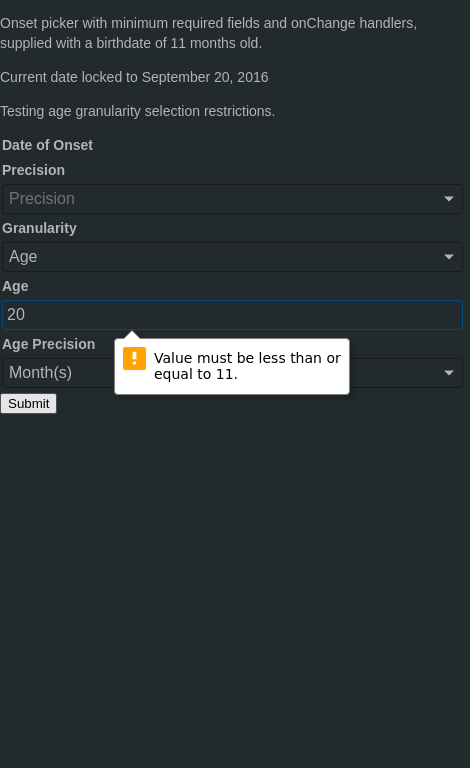 Onset picker with minimum required fields and onChange handlers,
supplied with a birthdate of 11 months old.
Current date locked to September 20, 2016
Testing age granularity selection restrictions.
Date of Onset
Precision
Precision
Granularity
Age
Age
20
Age Precision
Value must be less than or
equal to 11.
Month(s)
Submit